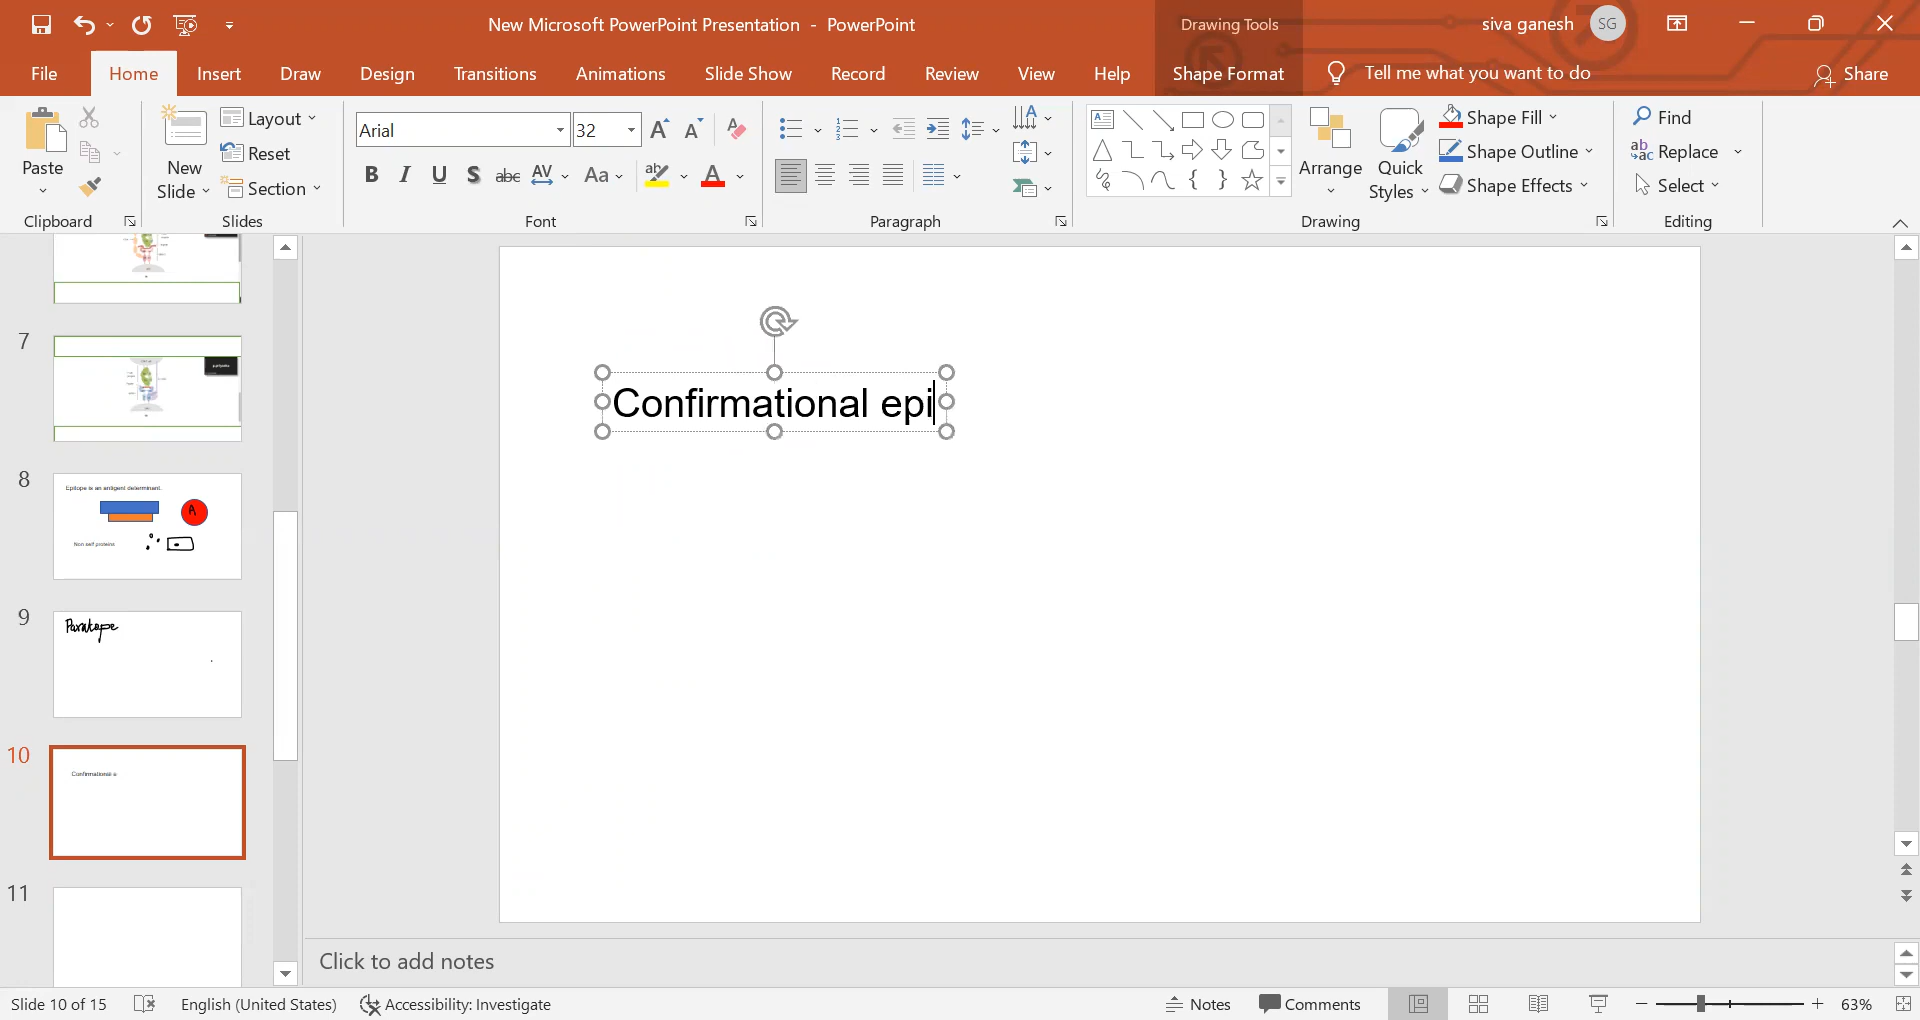 New Microsoft PowerPoint Presentation - PowerPoint
Drawing Tools
siva ganesh
SG
File
Home
Insert
Draw
Design
Transitions
Animations
Slide Show
Record
Review
View
Help
Shape Format
Tell me what you want to do
Share
Paste
New Slide
Layout
Reset
Section
Arial
32
B I U S abc AV Aa ab A
Arrange
Quick Styles
Shape Fill
Shape Outline
Shape Effects
Find
Replace
Select
Clipboard
Slides
Font
Paragraph
Drawing
Editing
7
8
Epitope is an antigent determinant.
A
Non self proteins
9
Paratope
10
Confirmational e
11
Confirmational epi
Click to add notes
Slide 10 of 15
English (United States)
Accessibility: Investigate
Notes
Comments
63%